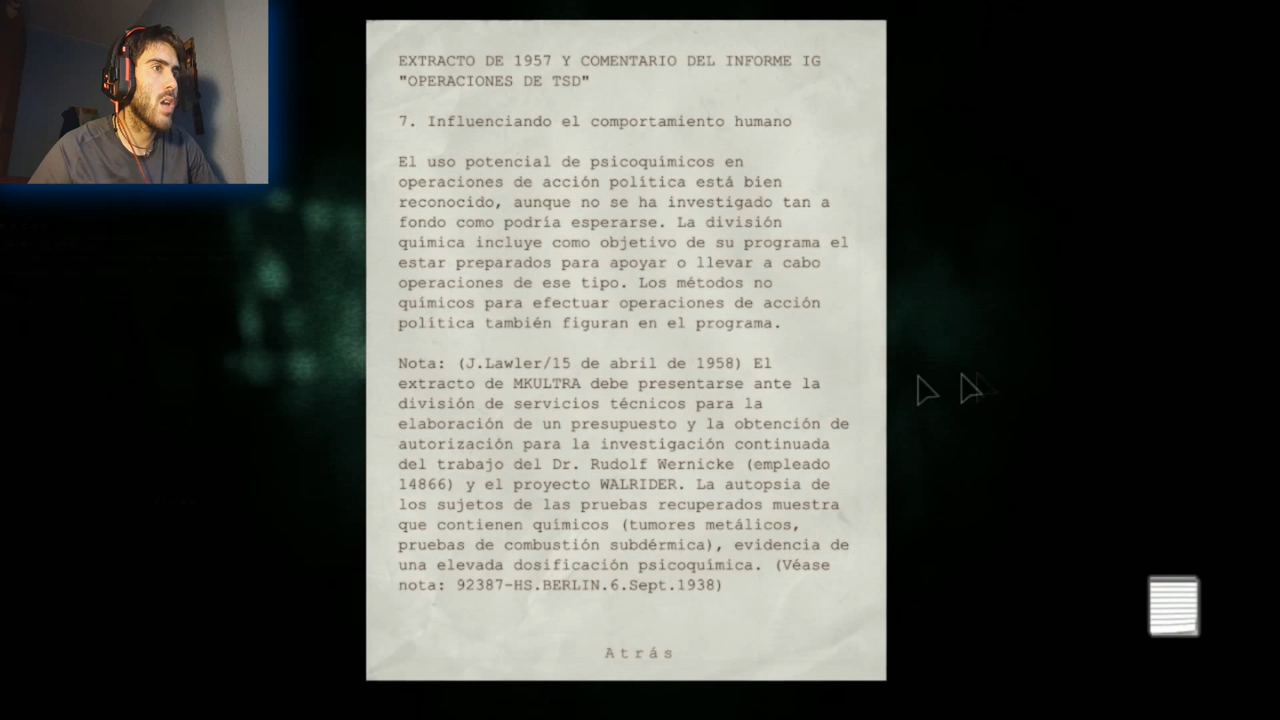 EXTRACTO DE 1957 Y COMENTARIO DEL INFORME IG
"OPERACIONES DE TSD"
7. Influenciando el comportamiento humano
El uso potencial de psicoquímicos en
operaciones de acción política está bien
reconocido, aunque no se ha investigado tan a
fondo como podría esperarse. La división
química incluye como objetivo de su programa el
estar preparados para apoyar o llevar a cabo
operaciones de ese tipo. Los métodos no
químicos para efectuar operaciones de acción
política también figuran en el programa.
Nota: (J.Lawler/15 de abril de 1958) El
extracto de MKULTRA debe presentarse ante la
división de servicios técnicos para la
elaboración de un presupuesto y la obtención de
autorización para la investigación continuada
del trabajo del Dr. Rudolf Wernicke (empleado
14866) y el proyecto WALRIDER. La autopsia de
los sujetos de las pruebas recuperados muestra
que contienen químicos (tumores metálicos,
pruebas de combustión subdérmica), evidencia de
una elevada dosificación psicoquímica. (Véase
nota: 92387-HS.BERLIN.6.Sept.1938)
Atrás